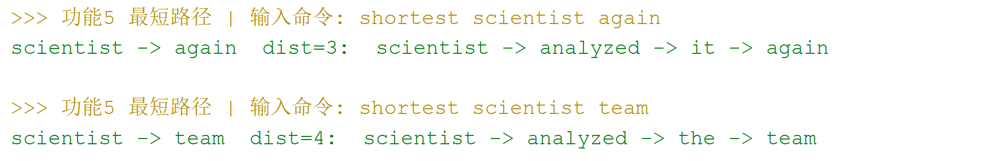 >>> 功能5 最短路径 | 输入命令: shortest scientist again
scientist -> again  dist=3:  scientist -> analyzed -> it -> again
>>> 功能5 最短路径 | 输入命令: shortest scientist team
scientist -> team  dist=4:  scientist -> analyzed -> the -> team